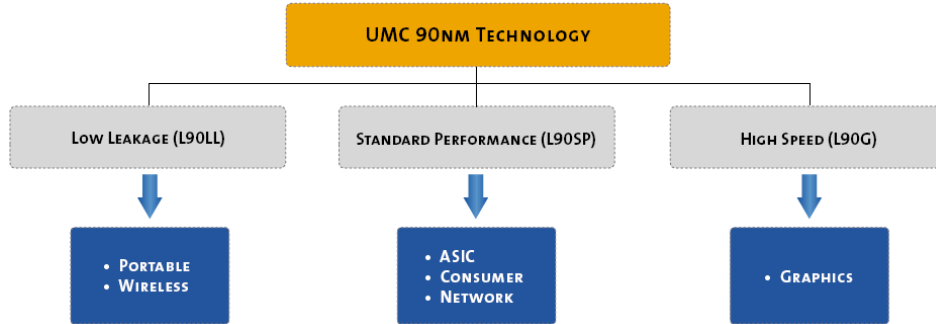 UMC 90nm Technology
Low Leakage (L90LL)
Standard Performance (L90SP)
High Speed (L90G)
• Portable
• Wireless
• ASIC
• Consumer
• Network
• Graphics